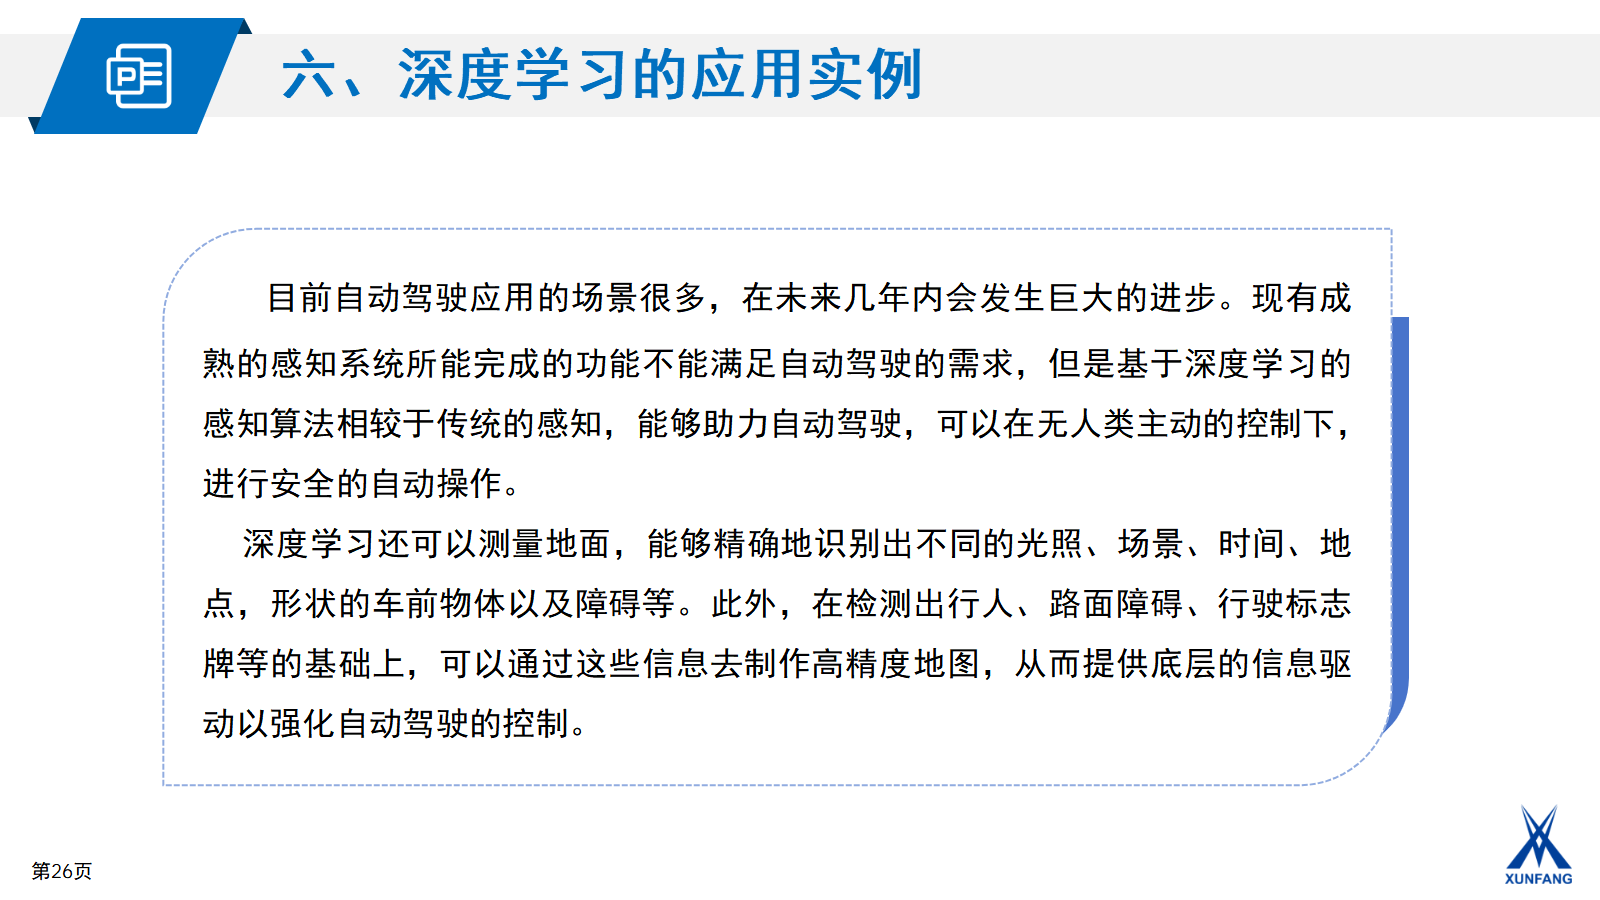 六、深度学习的应用实例
目前自动驾驶应用的场景很多，在未来几年内会发生巨大的进步。现有成
熟的感知系统所能完成的功能不能满足自动驾驶的需求，但是基于深度学习的
感知算法相较于传统的感知，能够助力自动驾驶，可以在无人类主动的控制下，
进行安全的自动操作。
深度学习还可以测量地面，能够精确地识别出不同的光照、场景、时间、地
点，形状的车前物体以及障碍等。此外，在检测出行人、路面障碍、行驶标志
牌等的基础上，可以通过这些信息去制作高精度地图，从而提供底层的信息驱
动以强化自动驾驶的控制。
第26页
XUNFANG